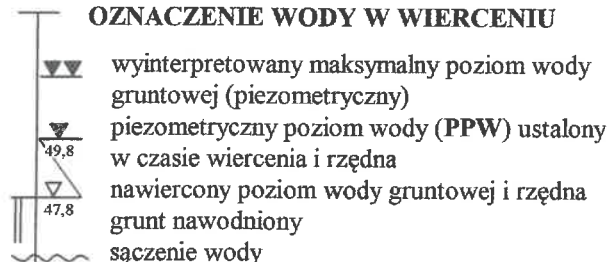 OZNACZENIE WODY W WIERCENIU
wyinterpretowany maksymalny poziom wody
gruntowej (piezometryczny)
piezometryczny poziom wody (PPW) ustalony
49,8
w czasie wiercenia i rzędna
nawiercony poziom wody gruntowej i rzędna
47,8
grunt nawodniony
sączenie wody